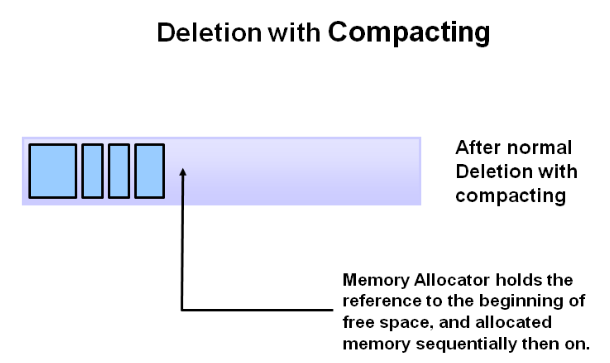 Deletion with Compacting
After normal
Deletion with
compacting
Memory Allocator holds the
reference to the beginning of
free space, and allocated
memory sequentially then on.